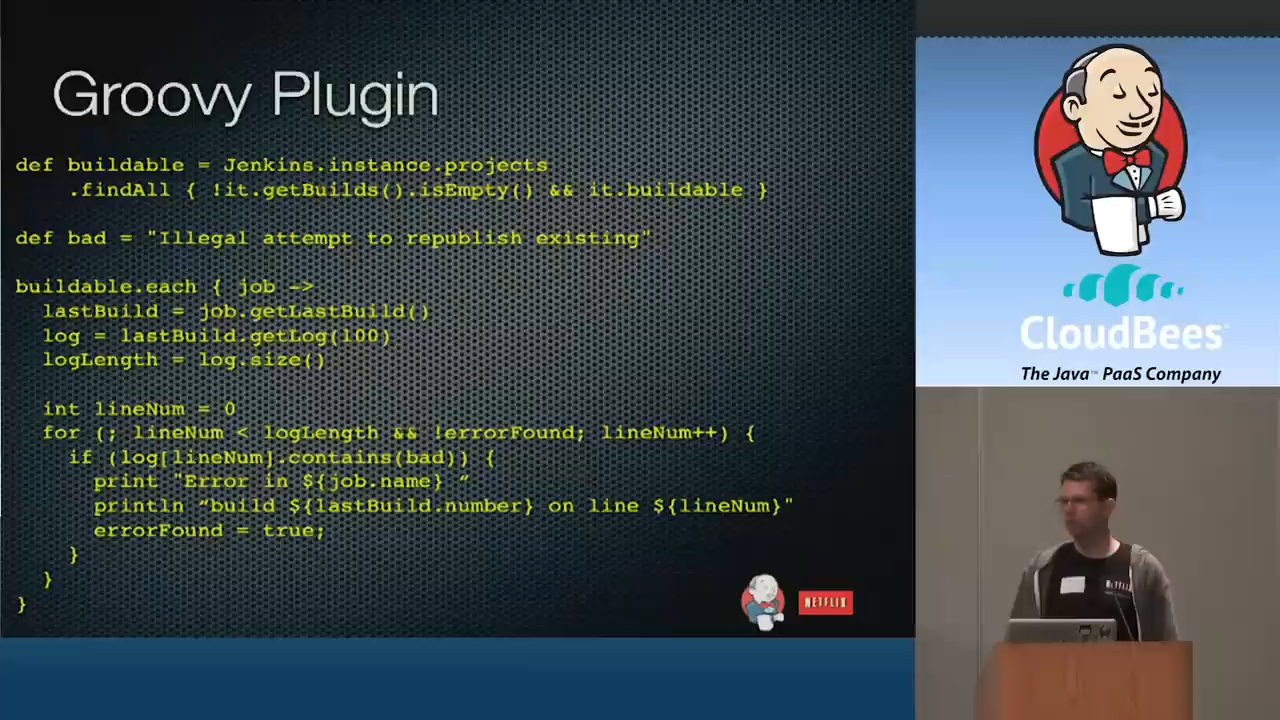 Groovy Plugin
def buildable = Jenkins.instance.projects
.findAll { !it.getBuilds().isEmpty() && it.buildable }
def bad = "Illegal attempt to republish existing"
buildable.each { job ->
lastBuild = job.getLastBuild()
log = lastBuild.getLog(100)
logLength = log.size()
int lineNum = 0
for (; lineNum < logLength && !errorFound; lineNum++) {
if (log[lineNum].contains(bad)) {
print "Error in ${job.name} “
println “build ${lastBuild.number} on line ${lineNum}"
errorFound = true;
}
}
}
NETFLIX
CloudBees
The Java™ PaaS Company
NETFLIX